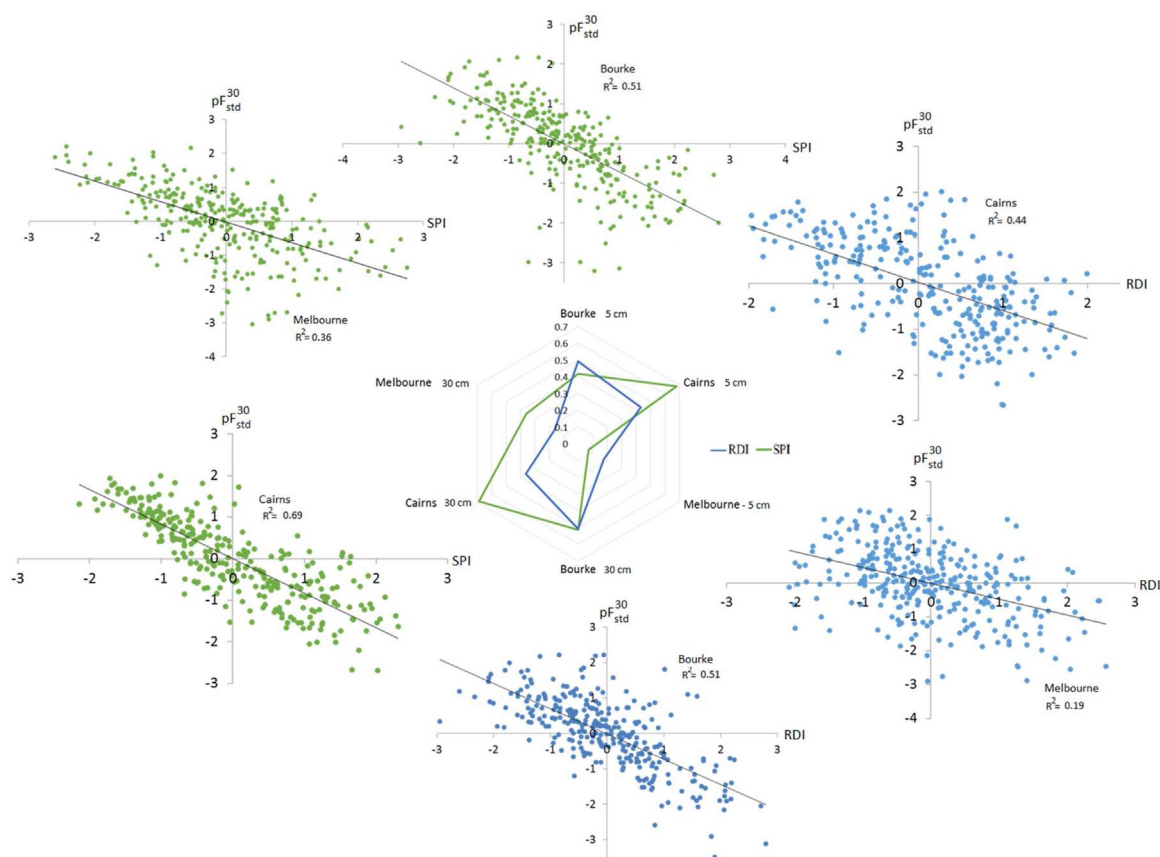 pF30std
3
2
1
0
-1
-2
-3
-4 -3 -2 -1 0 1 2 3 4
SPI
Bourke
R2= 0.51
pF30std
3
2
1
0
-1
-2
-3
-4
-3 -2 -1 0 1 2 3
SPI
Melbourne
R2= 0.36
pF30std
3
2
1
0
-1
-2
-3
-2 -1 0 1 2
RDI
Cairns
R2= 0.44
Bourke 5 cm
0.7
0.6
0.5
0.4
0.3
0.2
0.1
0
Melbourne 30 cm
Cairns 5 cm
RDI SPI
Cairns 30 cm
Melbourne - 5 cm
Bourke 30 cm
pF30std
3
2
1
0
-1
-2
-3
-3 -2 -1 0 1 2 3
SPI
Cairns
R2= 0.69
pF30std
3
2
1
0
-1
-2
-3
-4
-3 -2 -1 0 1 2 3
RDI
Melbourne
R2= 0.19
pF30std
3
2
1
0
-1
-2
-3
-3 -2 -1 0 1 2 3
RDI
Bourke
R2= 0.51